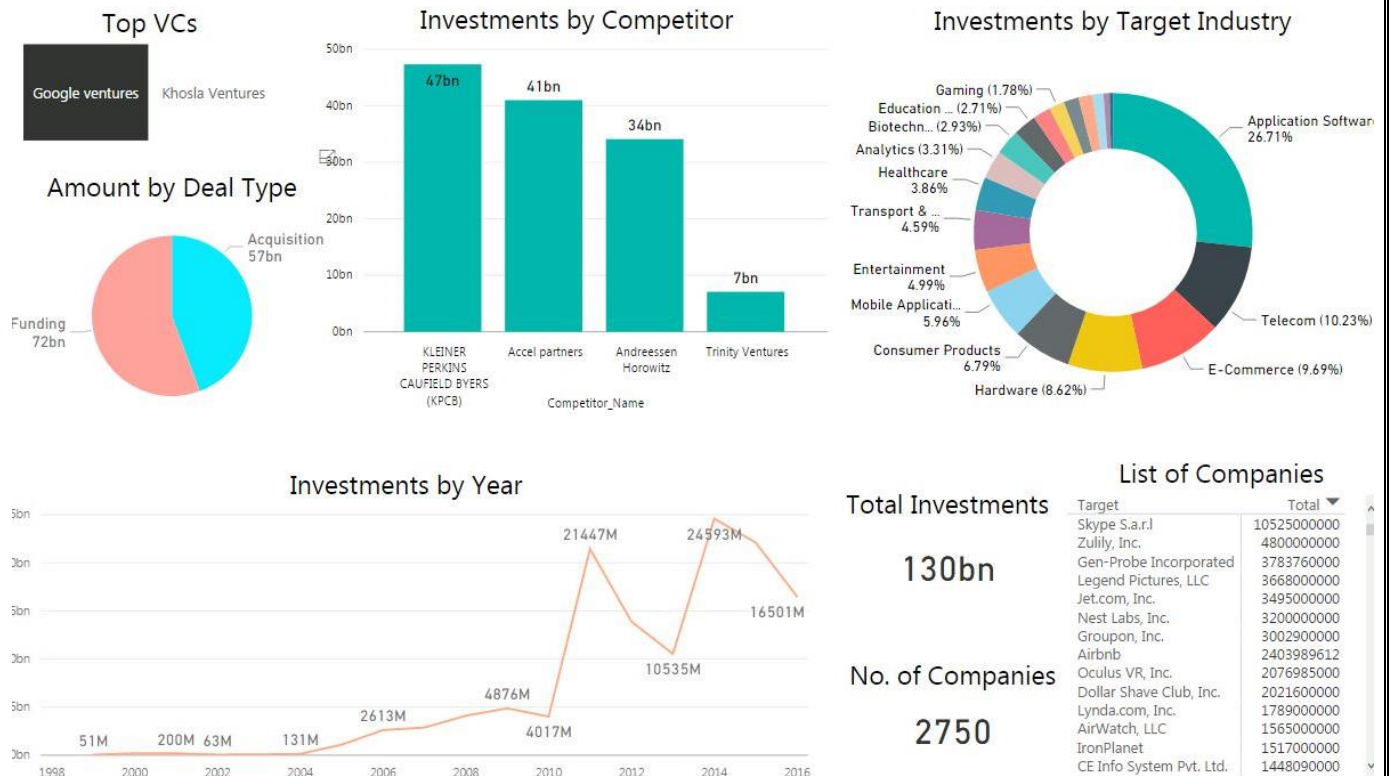 Top VCs
Google ventures
Khosla Ventures
Amount by Deal Type
Acquisition
57bn
Funding
72bn
Investments by Competitor
50bn
40bn
30bn
20bn
10bn
0bn
47bn
41bn
34bn
7bn
KLEINER
PERKINS
CAUFIELD BYERS
(KPCB)
Accel partners
Andreessen
Horowitz
Trinity Ventures
Competitor_Name
Investments by Target Industry
Gaming (1.78%)
Education ... (2.71%)
Biotechn... (2.93%)
Analytics (3.31%)
Healthcare
3.86%
Transport & ...
4.59%
Entertainment
4.99%
Mobile Applicati...
5.96%
Consumer Products
6.79%
Hardware (8.62%)
E-Commerce (9.69%)
Telecom (10.23%)
Application Softwar
26.71%
Investments by Year
5bn
0bn
5bn
0bn
5bn
0bn
51M
200M
63M
131M
2613M
4876M
4017M
21447M
10535M
24593M
16501M
1998
2000
2002
2004
2006
2008
2010
2012
2014
2016
Total Investments
130bn
No. of Companies
2750
List of Companies
Target Total
Skype S.a.r.l 10525000000
Zulily, Inc. 4800000000
Gen-Probe Incorporated 3783760000
Legend Pictures, LLC 3668000000
Jet.com, Inc. 3495000000
Nest Labs, Inc. 3200000000
Groupon, Inc. 3002900000
Airbnb 2403989612
Oculus VR, Inc. 2076985000
Dollar Shave Club, Inc. 2021600000
Lynda.com, Inc. 1789000000
AirWatch, LLC 1565000000
IronPlanet 1517000000
CE Info System Pvt. Ltd. 1448090000